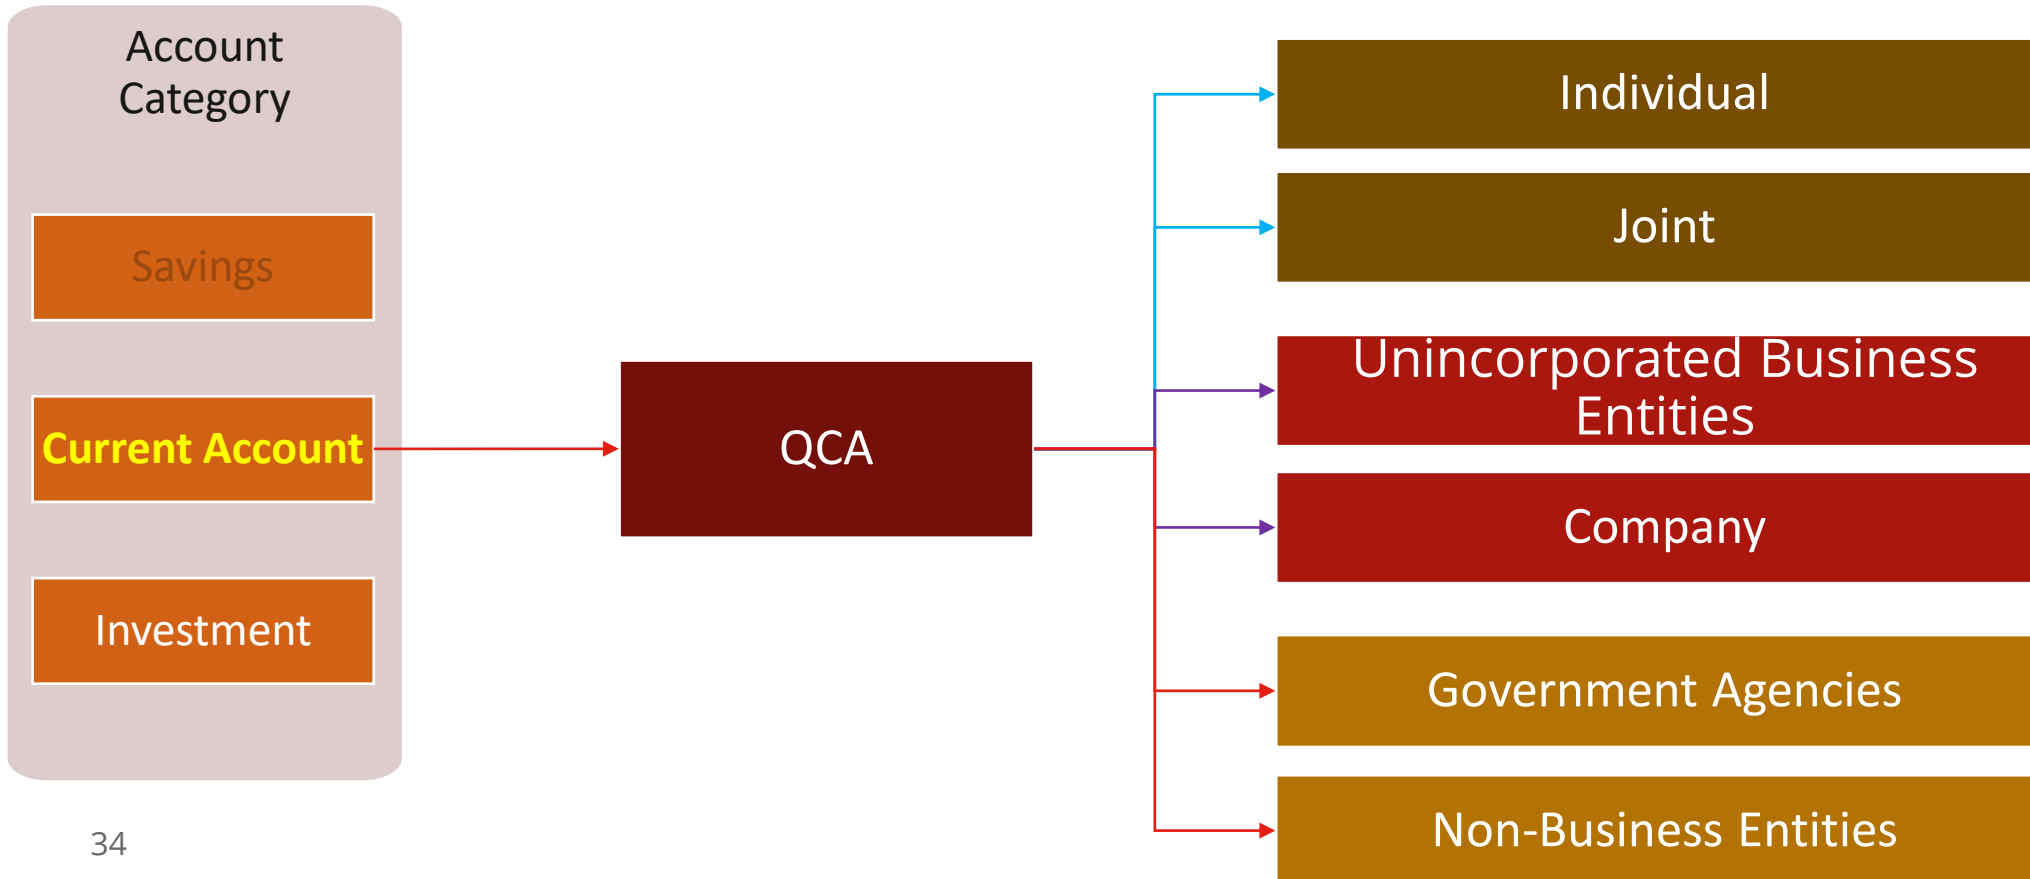 Account
Category
Savings
Current Account
Investment
QCA
Individual
Joint
Unincorporated Business
Entities
Company
Government Agencies
Non-Business Entities
34